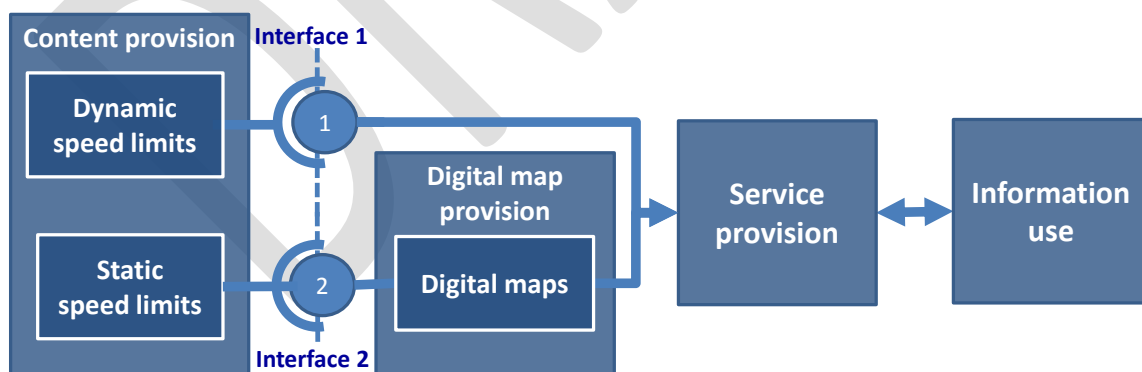 Content provision
Interface 1
Dynamic
speed limits
1
Digital map
provision
Service
provision
Information
use
Static
speed limits
2
Digital maps
Interface 2